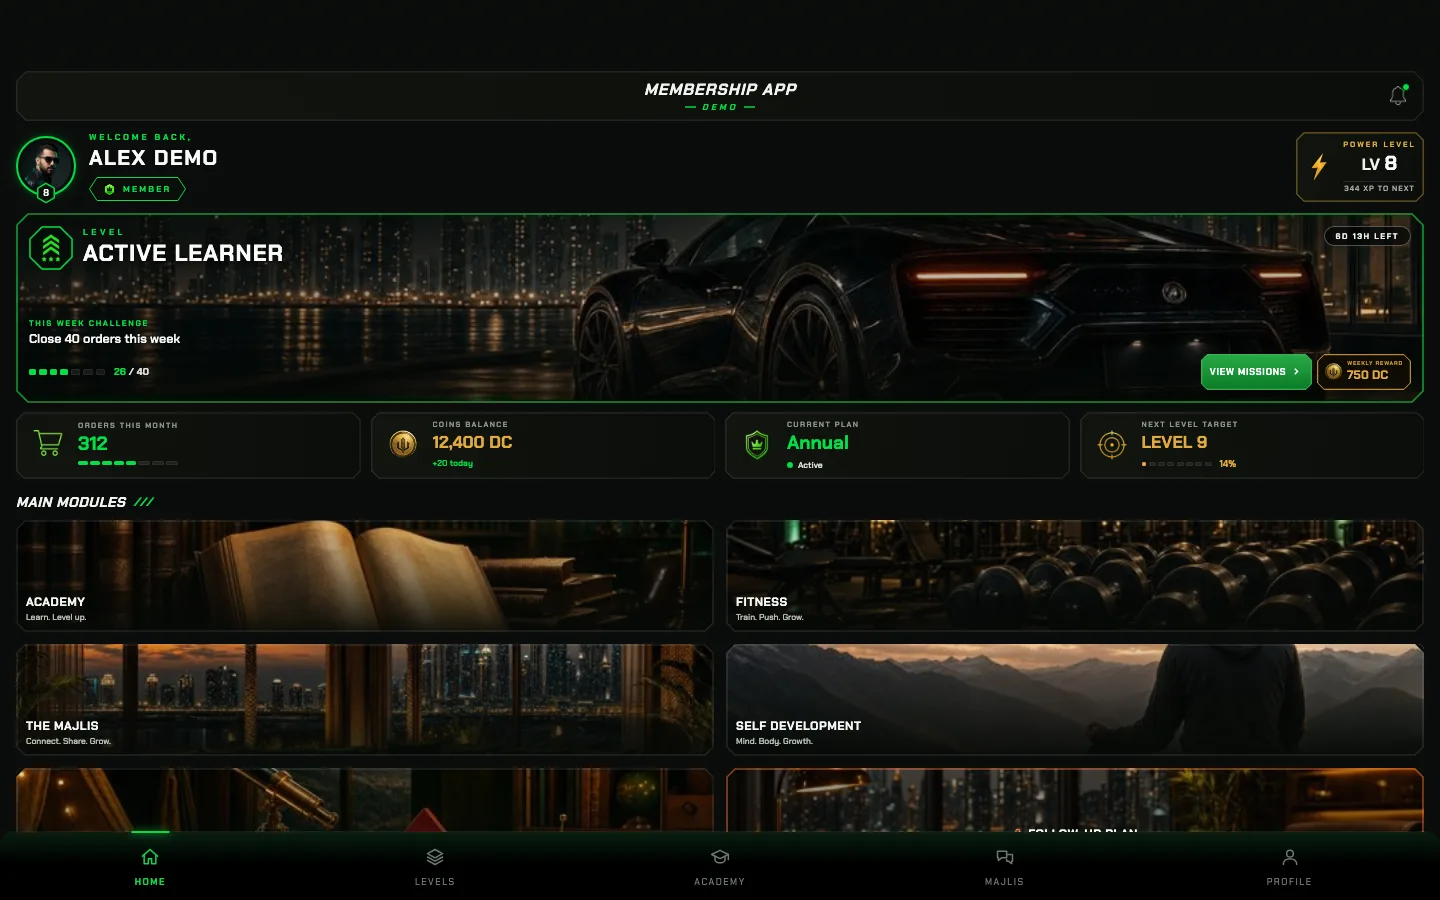 MEMBERSHIP APP
DEMO
WELCOME BACK,
ALEX DEMO
8
MEMBER
POWER LEVEL
LV 8
344 XP TO NEXT
LEVEL
ACTIVE LEARNER
6D 13H LEFT
THIS WEEK CHALLENGE
Close 40 orders this week
26 / 40
VIEW MISSIONS
WEEKLY REWARD
750 DC
ORDERS THIS MONTH
312
COINS BALANCE
12,400 DC
+20 today
CURRENT PLAN
Annual
Active
NEXT LEVEL TARGET
LEVEL 9
14%
MAIN MODULES ///
ACADEMY
Learn. Level up.
FITNESS
Train. Push. Grow.
THE MAJLIS
Connect. Share. Grow.
SELF DEVELOPMENT
Mind. Body. Growth.
FOLLOW-UP PLAN
HOME
LEVELS
ACADEMY
MAJLIS
PROFILE